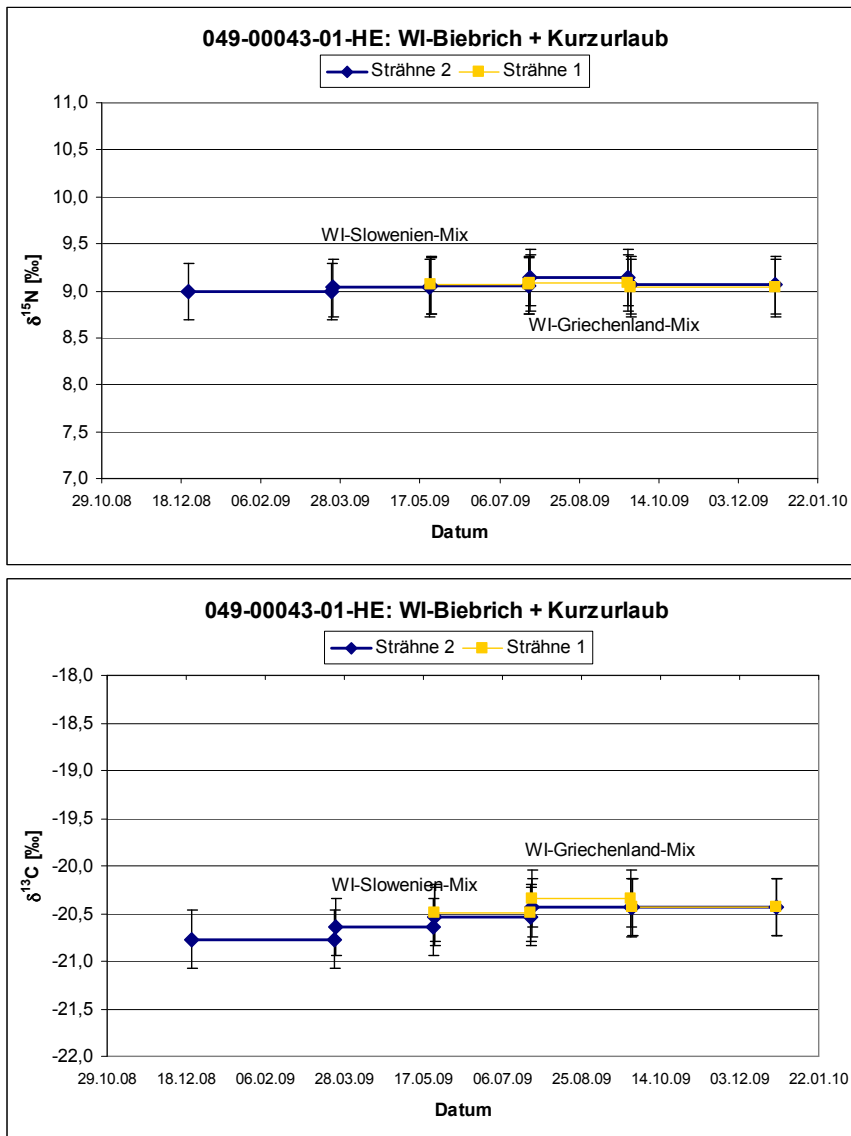 049-00043-01-HE: WI-Biebrich + Kurzurlaub
Strähne 2 Strähne 1
11,0
10,5
10,0
9,5
9,0
8,5
8,0
7,5
7,0
δ15N [‰]
WI-Slowenien-Mix
WI-Griechenland-Mix
29.10.08 18.12.08 06.02.09 28.03.09 17.05.09 06.07.09 25.08.09 14.10.09 03.12.09 22.01.10
Datum
049-00043-01-HE: WI-Biebrich + Kurzurlaub
Strähne 2 Strähne 1
-18,0
-18,5
-19,0
-19,5
-20,0
-20,5
-21,0
-21,5
-22,0
δ13C [‰]
WI-Griechenland-Mix
WI-Slowenien-Mix
29.10.08 18.12.08 06.02.09 28.03.09 17.05.09 06.07.09 25.08.09 14.10.09 03.12.09 22.01.10
Datum